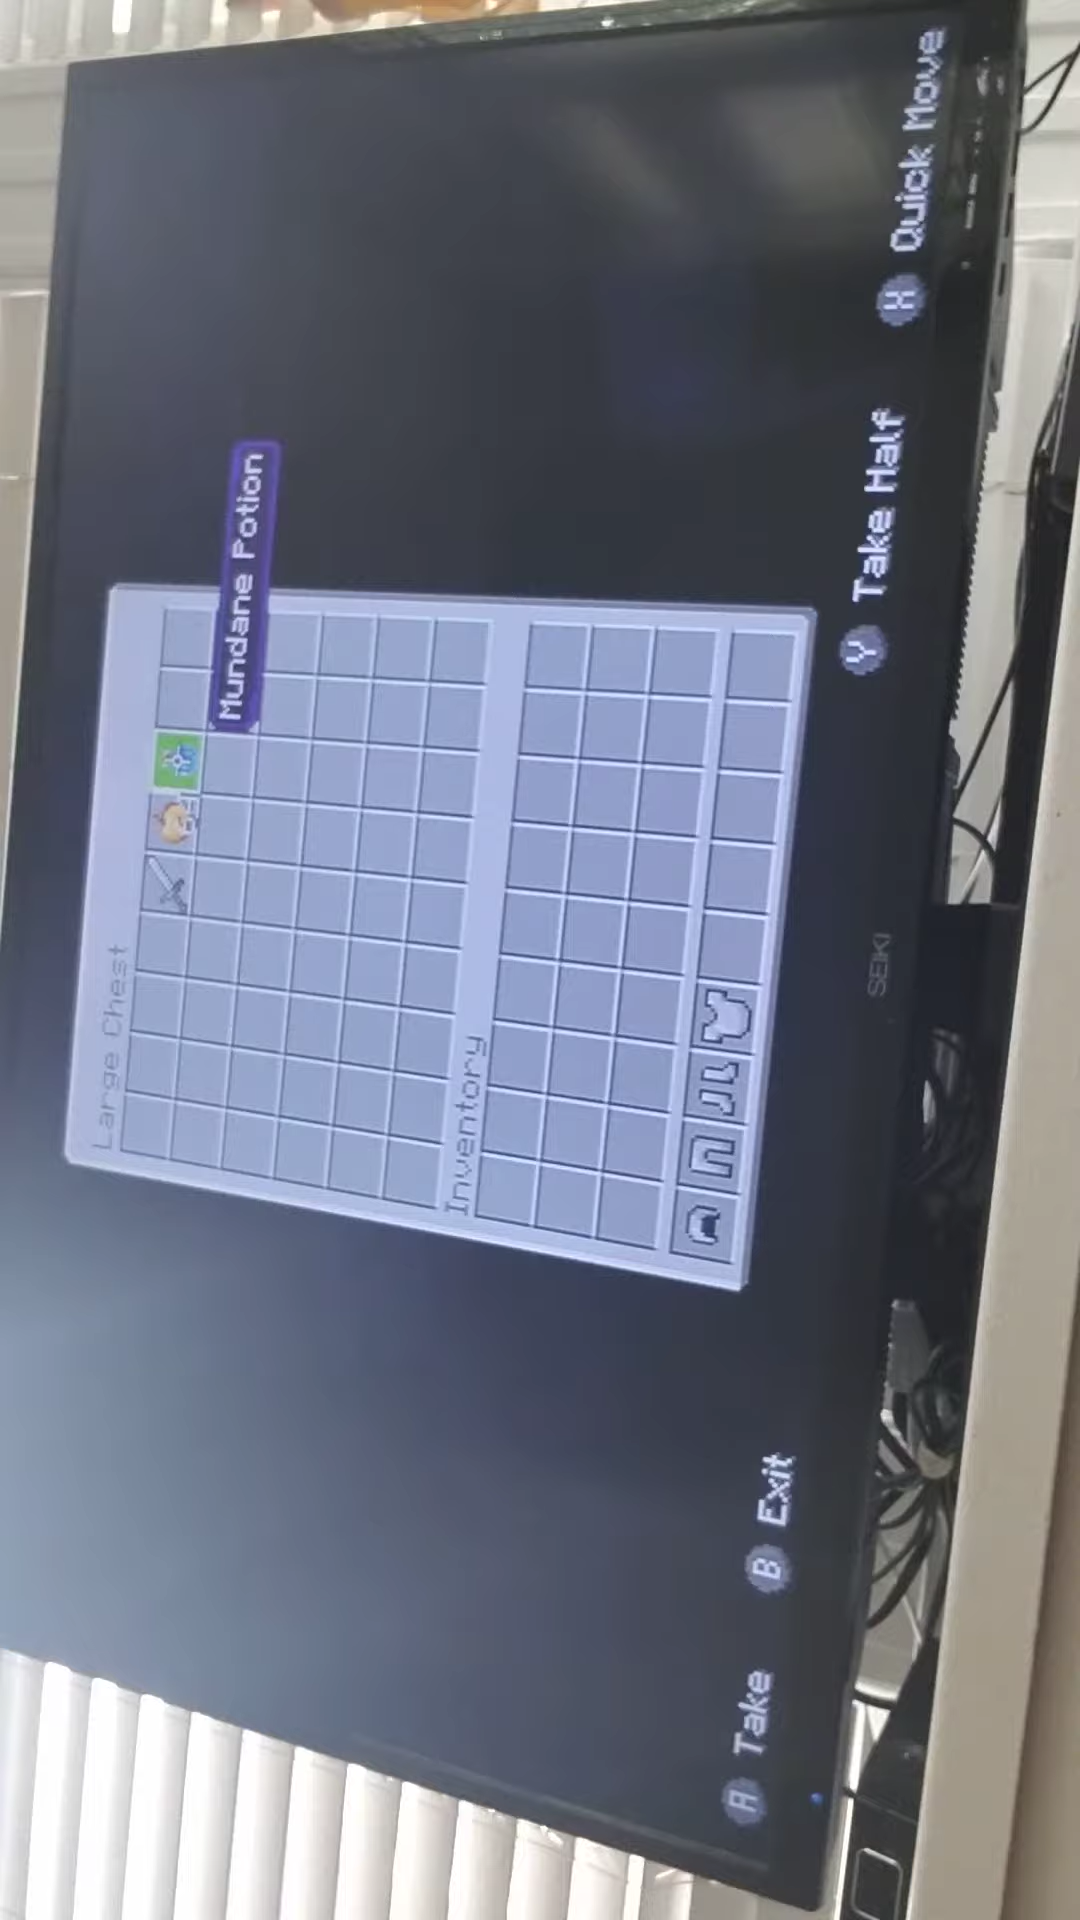 Large Chest
Mundane Potion
Inventory
A Take
B Exit
Y Take Half
X Quick Move
SEIKI